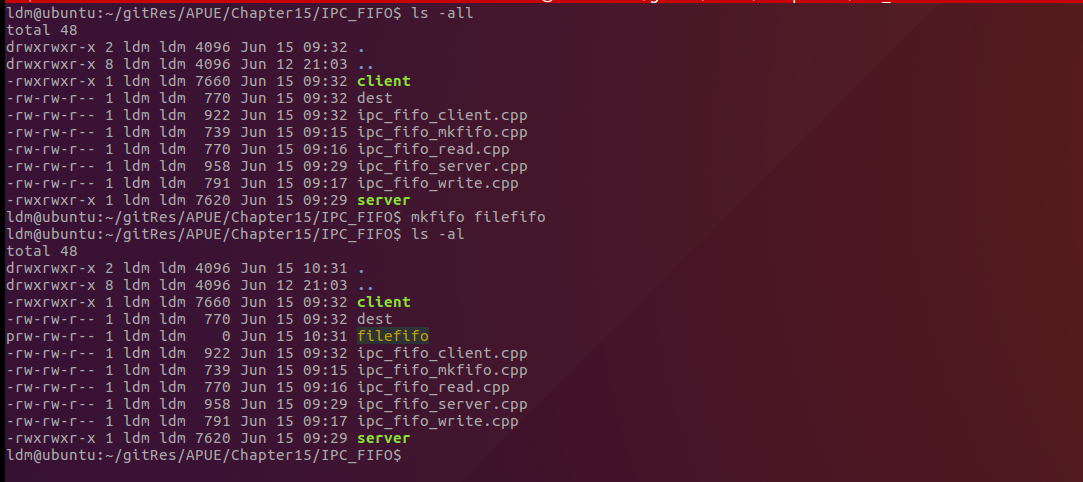 ldm@ubuntu:~/gitRes/APUE/Chapter15/IPC_FIFO$ ls -all
total 48
drwxrwxr-x 2 ldm ldm 4096 Jun 15 09:32 .
drwxrwxr-x 8 ldm ldm 4096 Jun 12 21:03 ..
-rwxrwxr-x 1 ldm ldm 7660 Jun 15 09:32 client
-rw-rw-r-- 1 ldm ldm  770 Jun 15 09:32 dest
-rw-rw-r-- 1 ldm ldm  922 Jun 15 09:32 ipc_fifo_client.cpp
-rw-rw-r-- 1 ldm ldm  739 Jun 15 09:15 ipc_fifo_mkfifo.cpp
-rw-rw-r-- 1 ldm ldm  770 Jun 15 09:16 ipc_fifo_read.cpp
-rw-rw-r-- 1 ldm ldm  958 Jun 15 09:29 ipc_fifo_server.cpp
-rw-rw-r-- 1 ldm ldm  791 Jun 15 09:17 ipc_fifo_write.cpp
-rwxrwxr-x 1 ldm ldm 7620 Jun 15 09:29 server
ldm@ubuntu:~/gitRes/APUE/Chapter15/IPC_FIFO$ mkfifo filefifo
ldm@ubuntu:~/gitRes/APUE/Chapter15/IPC_FIFO$ ls -al
total 48
drwxrwxr-x 2 ldm ldm 4096 Jun 15 10:31 .
drwxrwxr-x 8 ldm ldm 4096 Jun 12 21:03 ..
-rwxrwxr-x 1 ldm ldm 7660 Jun 15 09:32 client
-rw-rw-r-- 1 ldm ldm  770 Jun 15 09:32 dest
prw-rw-r-- 1 ldm ldm    0 Jun 15 10:31 filefifo
-rw-rw-r-- 1 ldm ldm  922 Jun 15 09:32 ipc_fifo_client.cpp
-rw-rw-r-- 1 ldm ldm  739 Jun 15 09:15 ipc_fifo_mkfifo.cpp
-rw-rw-r-- 1 ldm ldm  770 Jun 15 09:16 ipc_fifo_read.cpp
-rw-rw-r-- 1 ldm ldm  958 Jun 15 09:29 ipc_fifo_server.cpp
-rw-rw-r-- 1 ldm ldm  791 Jun 15 09:17 ipc_fifo_write.cpp
-rwxrwxr-x 1 ldm ldm 7620 Jun 15 09:29 server
ldm@ubuntu:~/gitRes/APUE/Chapter15/IPC_FIFO$